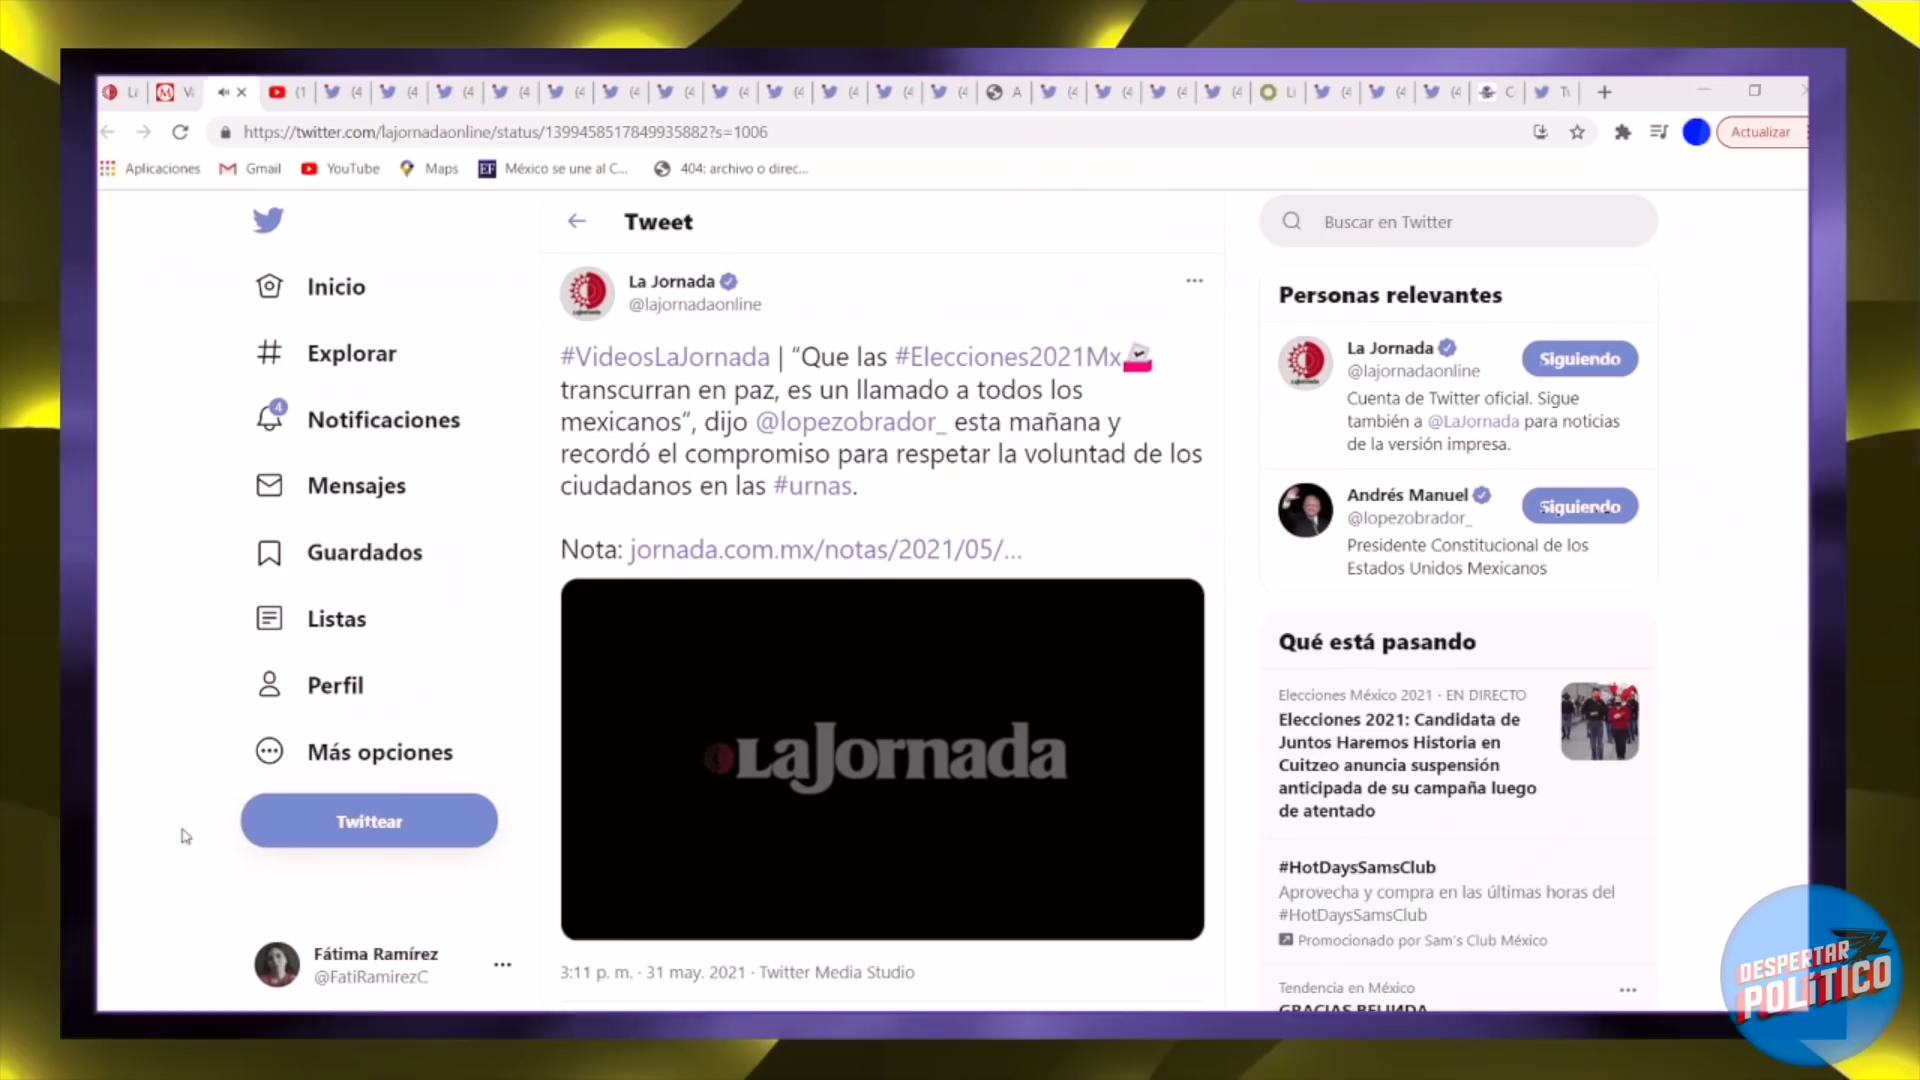 https://twitter.com/lajornadaonline/status/1399458517849935882?s=1006
Actualizar
Aplicaciones
Gmail
YouTube
Maps
EF
México se une al C...
404: archivo o direc...
Tweet
Buscar en Twitter
Inicio
Explorar
4
Notificaciones
Mensajes
Guardados
Listas
Perfil
Más opciones
Twittear
Fátima Ramírez
@FatiRamirezC
La Jornada
@lajornadaonline
#VideosLaJornada | “Que las #Elecciones2021Mx
transcurran en paz, es un llamado a todos los
mexicanos”, dijo @lopezobrador_ esta mañana y
recordó el compromiso para respetar la voluntad de los
ciudadanos en las #urnas.
Nota: jornada.com.mx/notas/2021/05/...
LaJornada
3:11 p. m. · 31 may. 2021 · Twitter Media Studio
Personas relevantes
La Jornada
@lajornadaonline
Siguiendo
Cuenta de Twitter oficial. Sigue
también a @LaJornada para noticias
de la versión impresa.
Andrés Manuel
@lopezobrador_
Siguiendo
Presidente Constitucional de los
Estados Unidos Mexicanos
Qué está pasando
Elecciones México 2021 · EN DIRECTO
Elecciones 2021: Candidata de
Juntos Haremos Historia en
Cuitzeo anuncia suspensión
anticipada de su campaña luego
de atentado
#HotDaysSamsClub
Aprovecha y compra en las últimas horas del
#HotDaysSamsClub
Promocionado por Sam's Club México
Tendencia en México
DESPERTAR
POLÍTICO